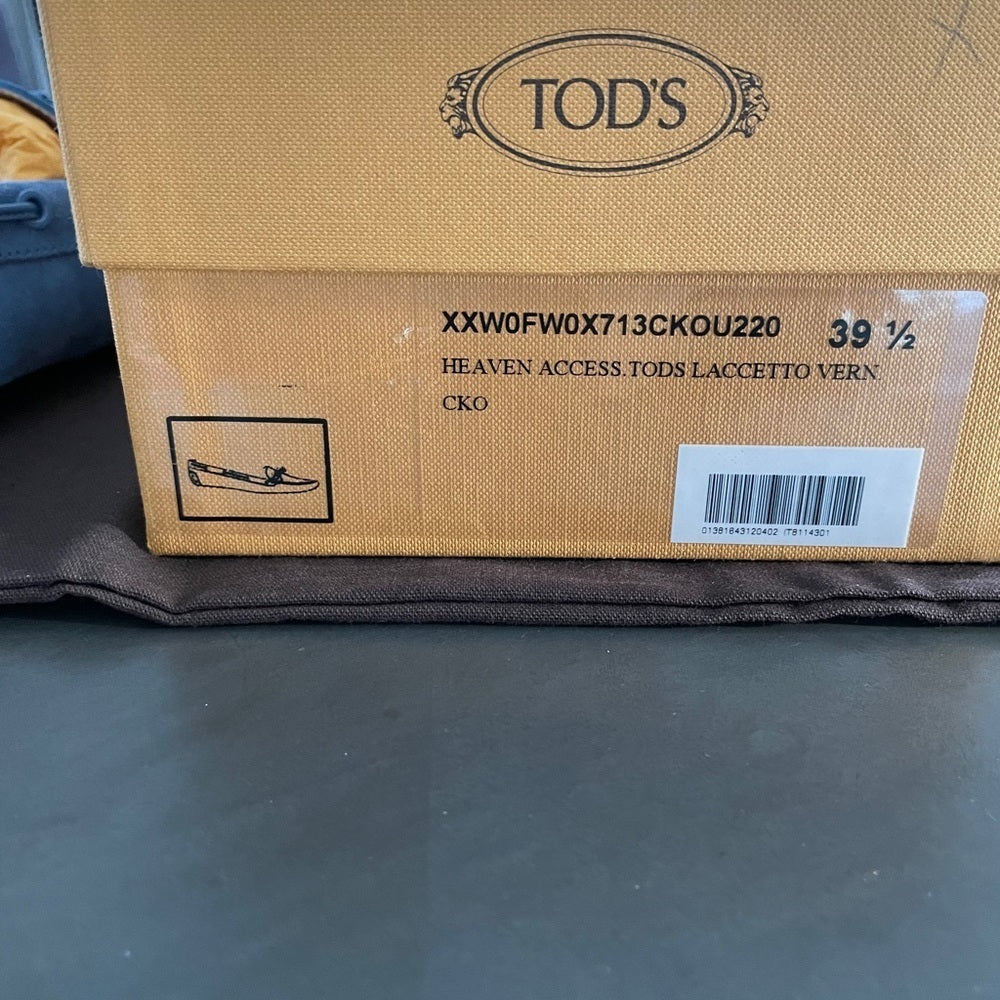 TOD'S
XXW0FW0X713CKOU220 39 ½
HEAVEN ACCESS.TODS LACCETTO VERN.
CKO
01381643120402 IT8114301